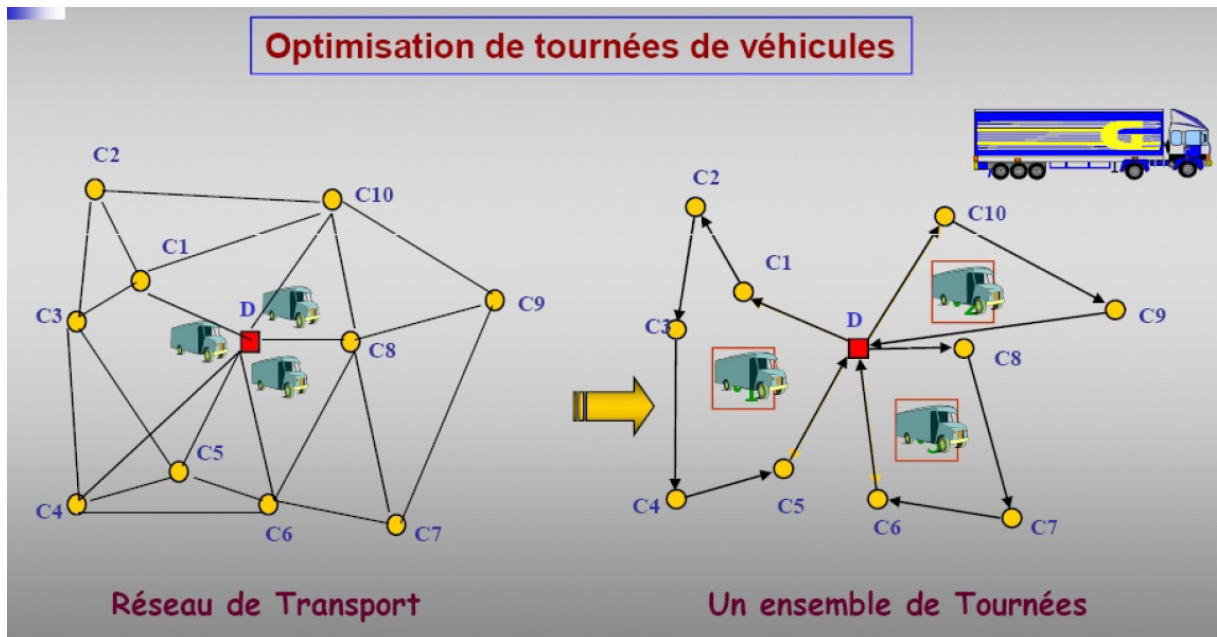 Optimisation de tournées de véhicules
G
C2
C10
C1
C3
D
C9
C8
C5
C4
C6
C7
C2
C10
C1
C3
D
C9
C8
C4
C5
C6
C7
Réseau de Transport
Un ensemble de Tournées